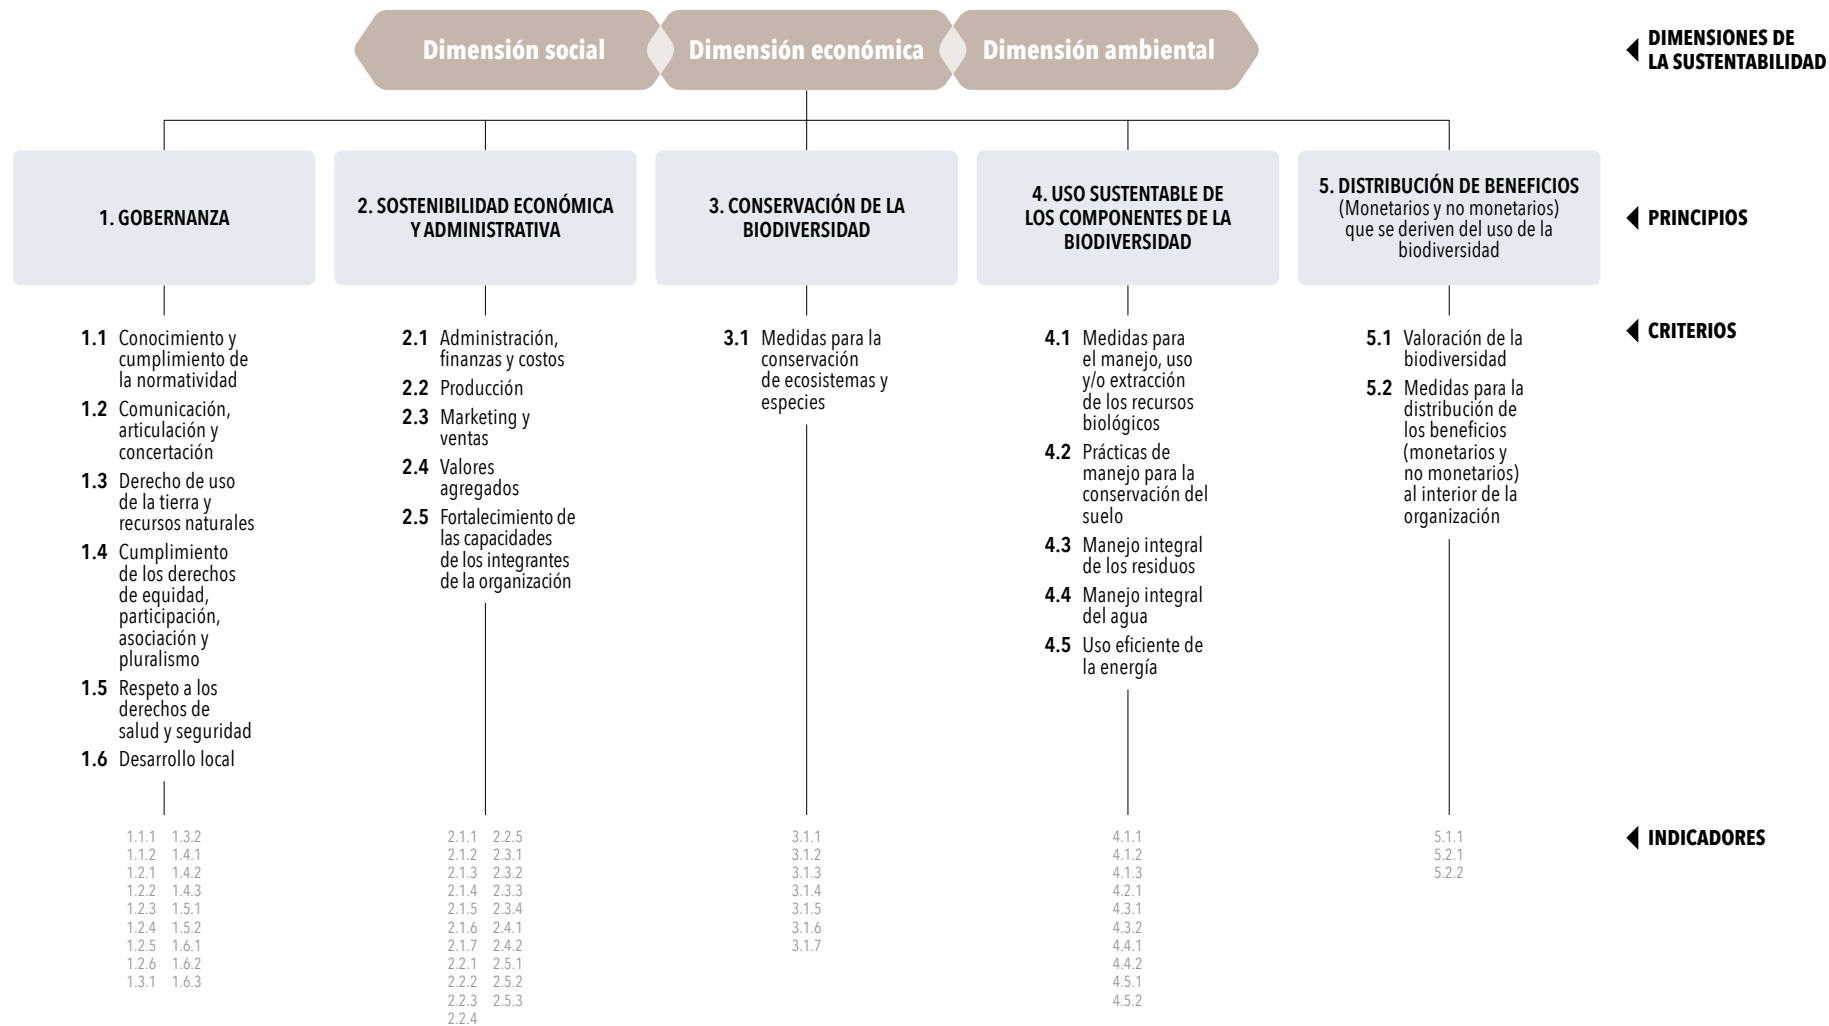 Dimensión social
Dimensión económica
Dimensión ambiental
DIMENSIONES DE
LA SUSTENTABILIDAD
1. GOBERNANZA
2. SOSTENIBILIDAD ECONÓMICA
Y ADMINISTRATIVA
3. CONSERVACIÓN DE LA
BIODIVERSIDAD
4. USO SUSTENTABLE DE
LOS COMPONENTES DE LA
BIODIVERSIDAD
5. DISTRIBUCIÓN DE BENEFICIOS
(Monetarios y no monetarios)
que se deriven del uso de la
biodiversidad
PRINCIPIOS
1.1 Conocimiento y
cumplimiento de
la normatividad
1.2 Comunicación,
articulación y
concertación
1.3 Derecho de uso
de la tierra y
recursos naturales
1.4 Cumplimiento
de los derechos
de equidad,
participación,
asociación y
pluralismo
1.5 Respeto a los
derechos de
salud y seguridad
1.6 Desarrollo local
2.1 Administración,
finanzas y costos
2.2 Producción
2.3 Marketing y
ventas
2.4 Valores
agregados
2.5 Fortalecimiento de
las capacidades
de los integrantes
de la organización
3.1 Medidas para la
conservación
de ecosistemas y
especies
4.1 Medidas para
el manejo, uso
y/o extracción
de los recursos
biológicos
4.2 Prácticas de
manejo para la
conservación del
suelo
4.3 Manejo integral
de los residuos
4.4 Manejo integral
del agua
4.5 Uso eficiente de
la energía
5.1 Valoración de la
biodiversidad
5.2 Medidas para la
distribución de
los beneficios
(monetarios y
no monetarios)
al interior de la
organización
CRITERIOS
1.1.1 1.3.2
1.1.2 1.4.1
1.2.1 1.4.2
1.2.2 1.4.3
1.2.3 1.5.1
1.2.4 1.5.2
1.2.5 1.6.1
1.2.6 1.6.2
1.3.1 1.6.3
2.1.1 2.2.5
2.1.2 2.3.1
2.1.3 2.3.2
2.1.4 2.3.3
2.1.5 2.3.4
2.1.6 2.4.1
2.1.7 2.4.2
2.2.1 2.5.1
2.2.2 2.5.2
2.2.3 2.5.3
2.2.4
3.1.1
3.1.2
3.1.3
3.1.4
3.1.5
3.1.6
3.1.7
4.1.1
4.1.2
4.1.3
4.2.1
4.3.1
4.3.2
4.4.1
4.4.2
4.5.1
4.5.2
5.1.1
5.2.1
5.2.2
INDICADORES